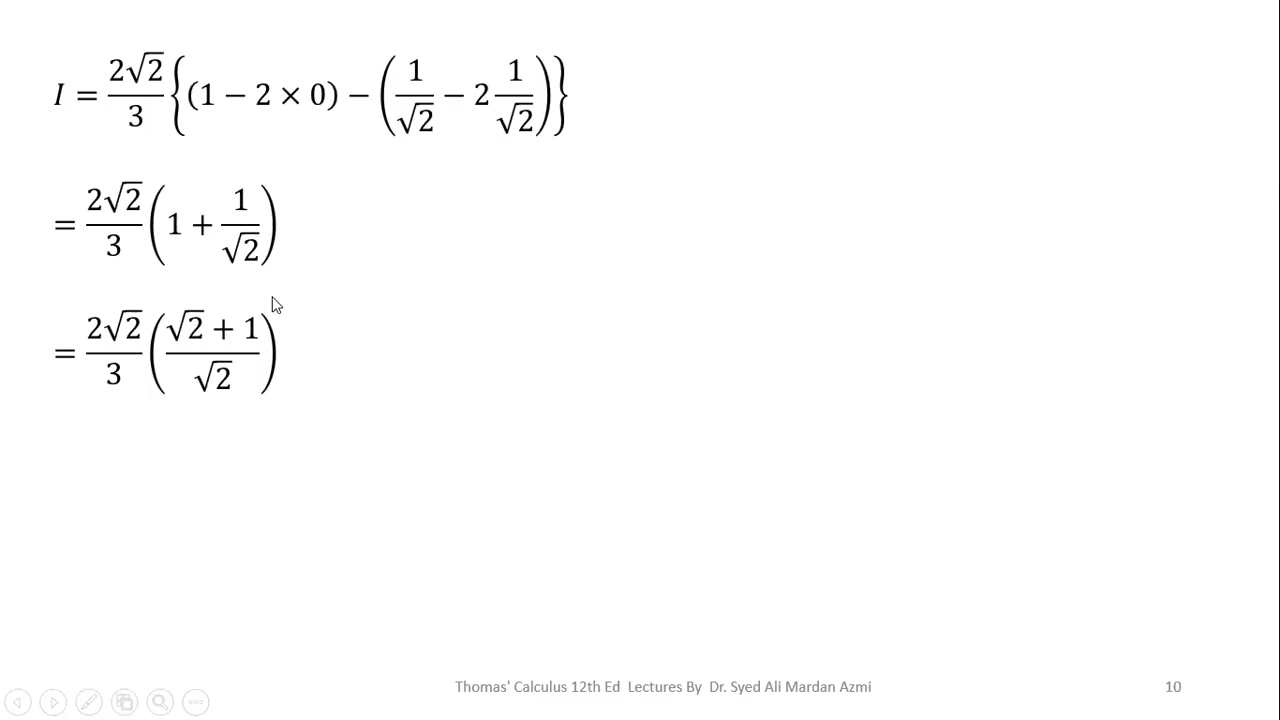 I = 2√2/3 {(1 − 2 × 0) − (1/√2 − 2 1/√2)}
= 2√2/3 (1 + 1/√2)
= 2√2/3 ((√2 + 1)/√2)
Thomas' Calculus 12th Ed Lectures By Dr. Syed Ali Mardan Azmi
10